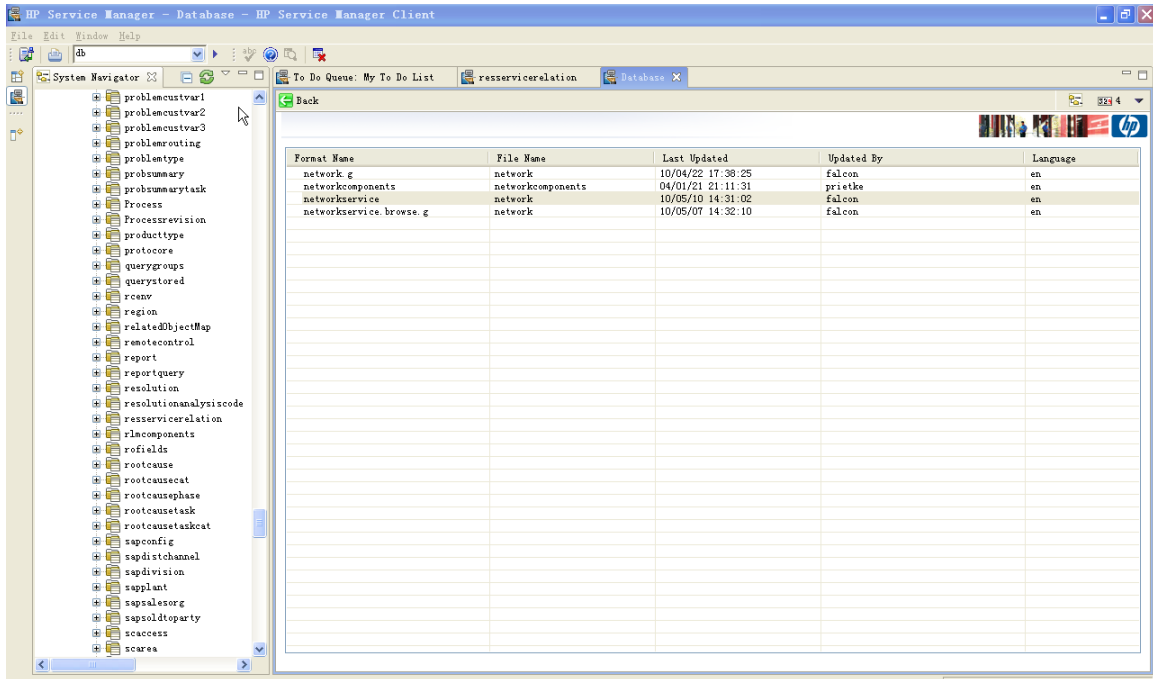 HP Service Manager - Database - HP Service Manager Client
File Edit Window Help
db
abc
System Navigator
To Do Queue: My To Do List
resservicerelation
Database
Back
4
hp
Format Name File Name Last Updated Updated By Language
network.g network 10/04/22 17:38:25 falcon en
networkcomponents networkcomponents 04/01/21 21:11:31 prietke en
networkservice network 10/05/10 14:31:02 falcon en
networkservice.browse.g network 10/05/07 14:32:10 falcon en
problemcustvar1
problemcustvar2
problemcustvar3
problemrouting
problemtype
probsummary
probsummarytask
Process
Processrevision
producttype
protocore
querygroups
querystored
rcenv
region
relatedObjectMap
remotecontrol
report
reportquery
resolution
resolutionanalysiscode
resservicerelation
rlmcomponents
rofields
rootcause
rootcausecat
rootcausephase
rootcausetask
rootcausetaskcat
sapconfig
sapdistchannel
sapdivision
sapplant
sapsalesorg
sapsoldtoparty
scaccess
scarea